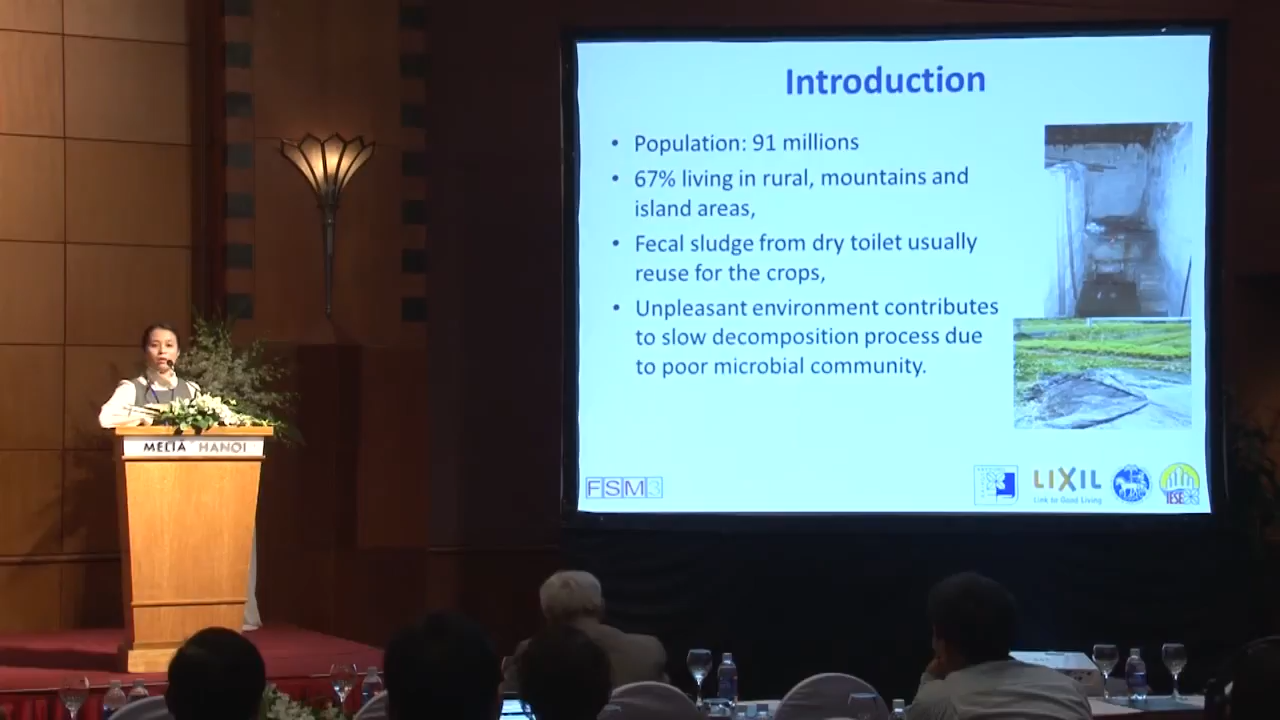 Introduction
• Population: 91 millions
• 67% living in rural, mountains and
island areas,
• Fecal sludge from dry toilet usually
reuse for the crops,
• Unpleasant environment contributes
to slow decomposition process due
to poor microbial community.
MELIÃ HANOI
FSM3
LIXIL
Link to Good Living
IESE